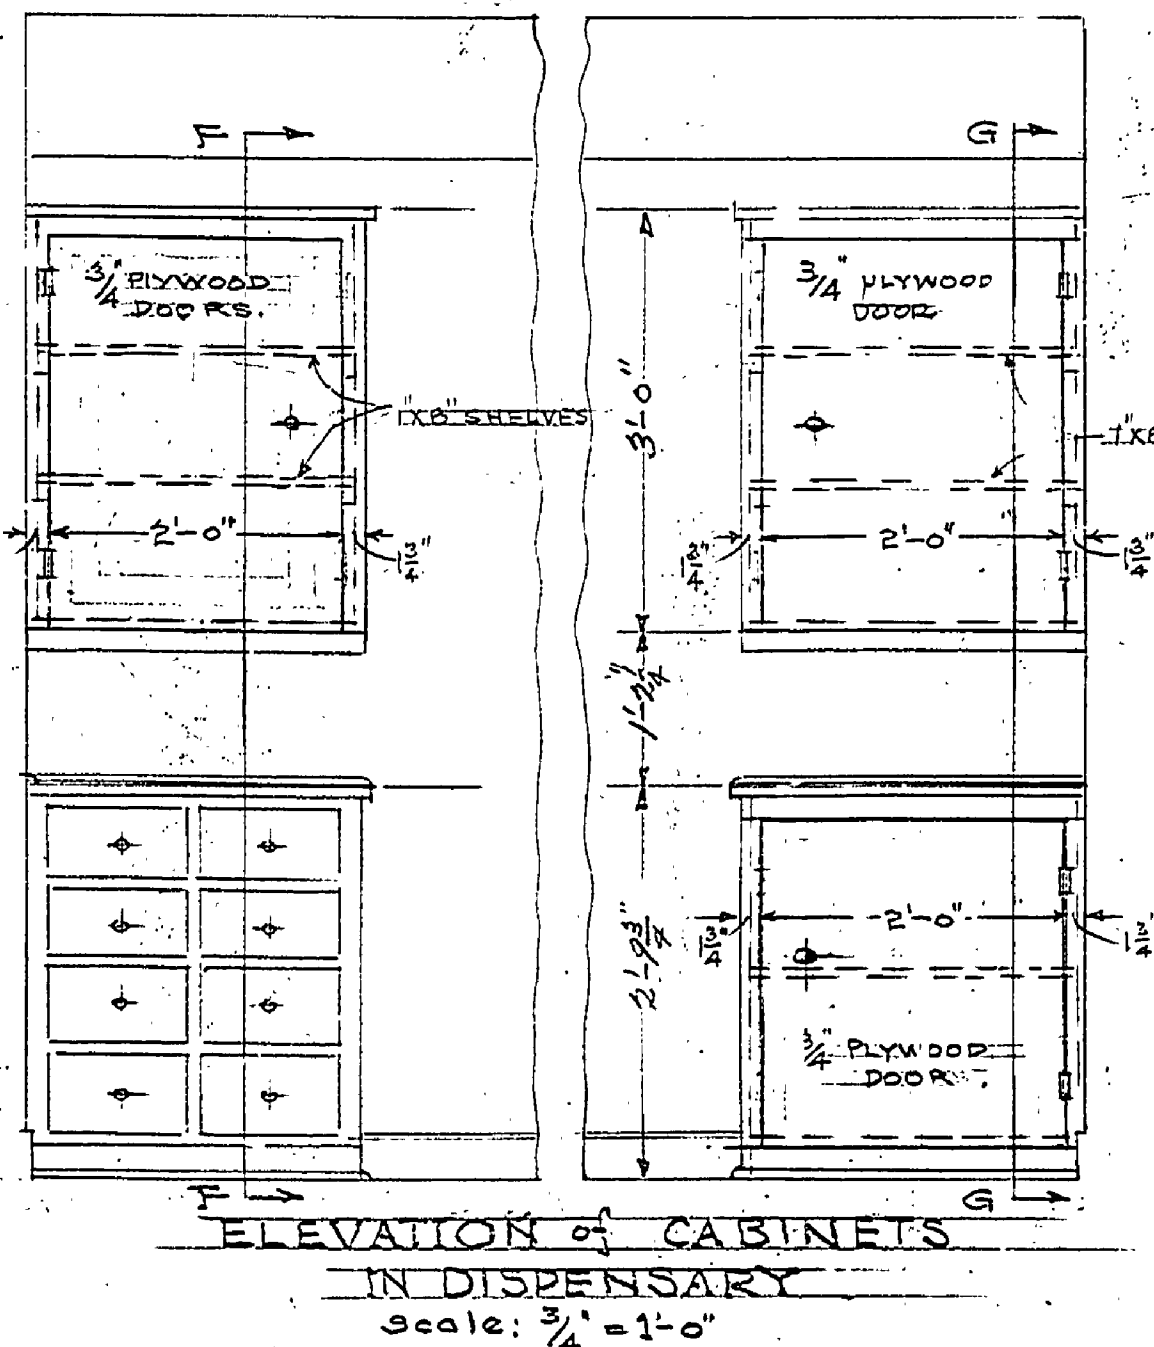 F
G
3/4" PLYWOOD
DOORS.
3/4" PLYWOOD
DOOR
1"X8" SHELVES
3'-0"
1"X8
2'-0"
1 3/4"
1 3/4"
2'-0"
1 3/4"
1'-2 1/4"
2'-9 3/4"
1 3/4"
2'-0"
1 3/4
3/4" PLYWOOD
DOOR.
F
G
ELEVATION of CABINETS
IN DISPENSARY
scale: 3/4" = 1'-0"